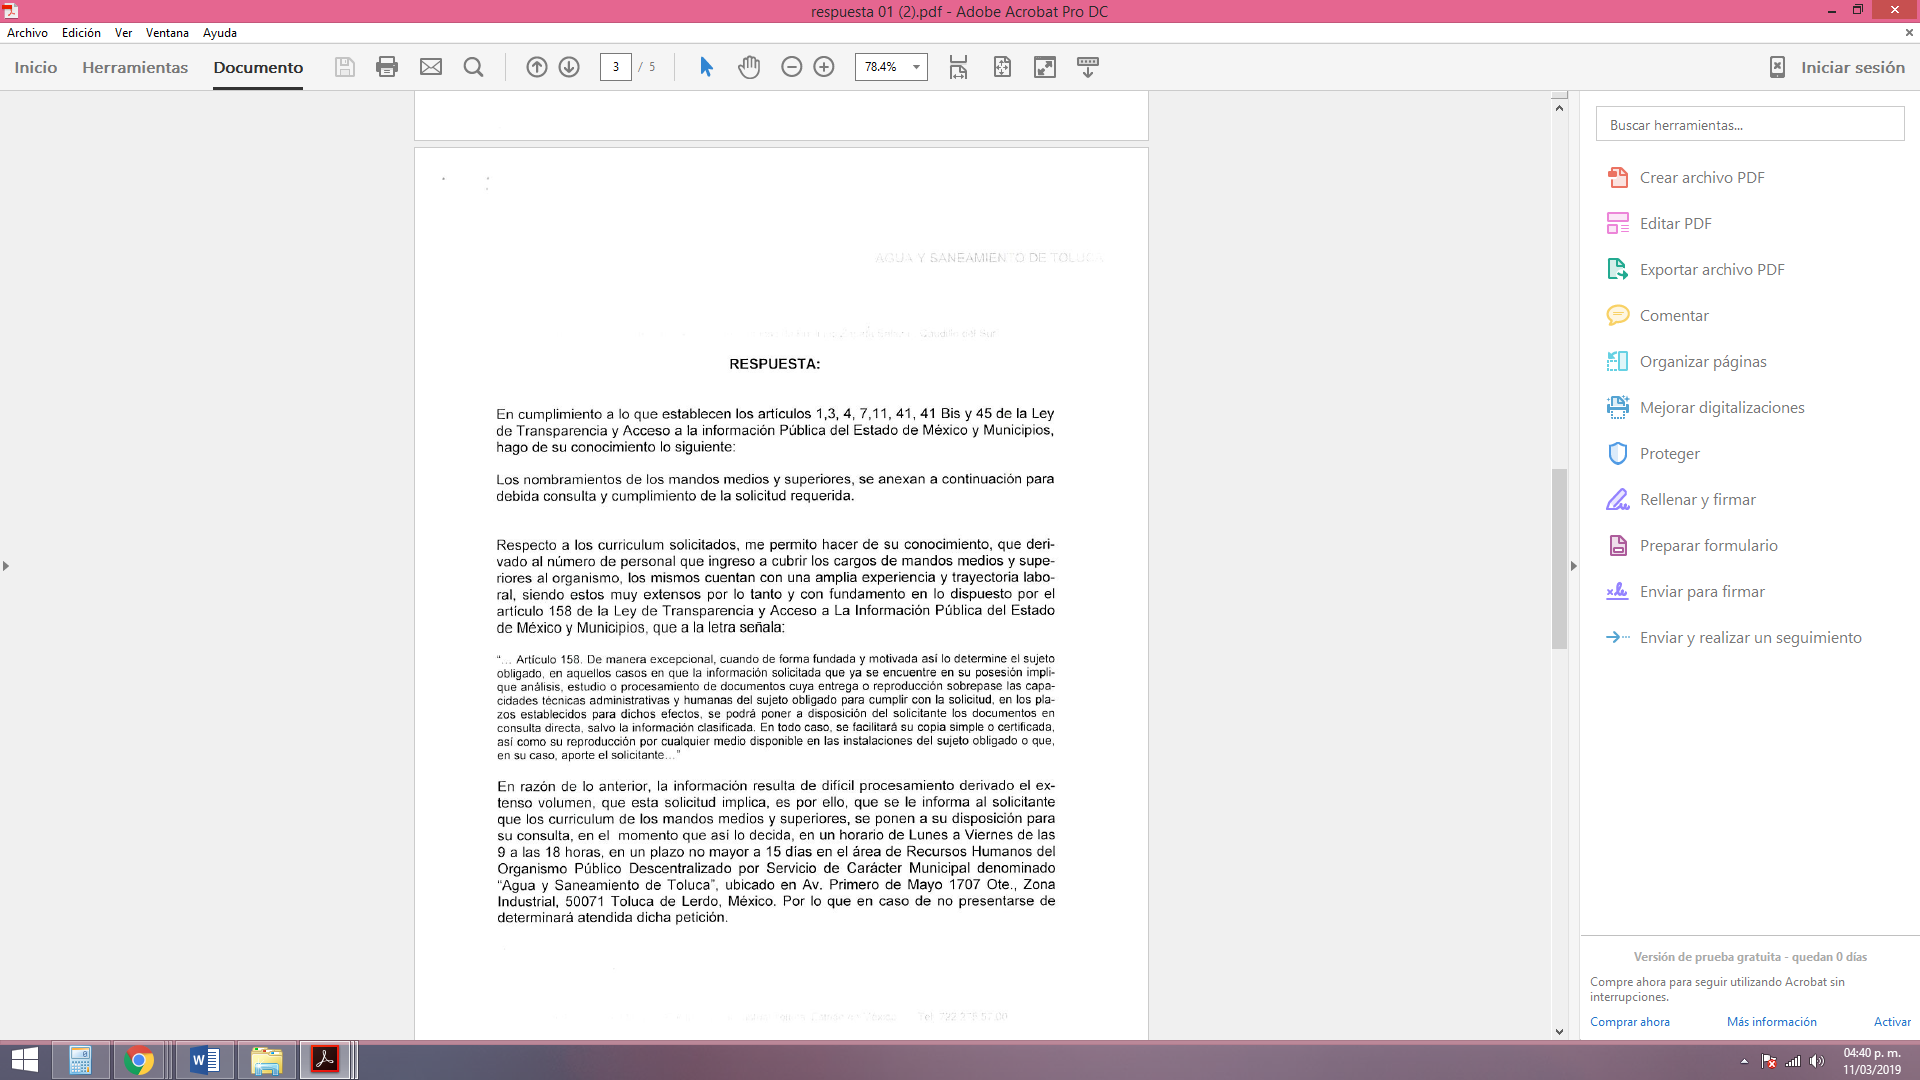 respuesta 01 (2).pdf - Adobe Acrobat Pro DC
Archivo Edición Ver Ventana Ayuda
Inicio Herramientas Documento 3 / 5 78.4% Iniciar sesión
Buscar herramientas...
Crear archivo PDF
Editar PDF
Exportar archivo PDF
Comentar
Organizar páginas
Mejorar digitalizaciones
Proteger
Rellenar y firmar
Preparar formulario
Enviar para firmar
Enviar y realizar un seguimiento
AGUA Y SANEAMIENTO DE TOLUCA
RESPUESTA:
En cumplimiento a lo que establecen los artículos 1,3, 4, 7,11, 41, 41 Bis y 45 de la Ley
de Transparencia y Acceso a la información Pública del Estado de México y Municipios,
hago de su conocimiento lo siguiente:
Los nombramientos de los mandos medios y superiores, se anexan a continuación para
debida consulta y cumplimiento de la solicitud requerida.
Respecto a los curriculum solicitados, me permito hacer de su conocimiento, que deri-
vado al número de personal que ingreso a cubrir los cargos de mandos medios y supe-
riores al organismo, los mismos cuentan con una amplia experiencia y trayectoria labo-
ral, siendo estos muy extensos por lo tanto y con fundamento en lo dispuesto por el
artículo 158 de la Ley de Transparencia y Acceso a La Información Pública del Estado
de México y Municipios, que a la letra señala:
"... Artículo 158. De manera excepcional, cuando de forma fundada y motivada así lo determine el sujeto
obligado, en aquellos casos en que la información solicitada que ya se encuentre en su posesión impli-
que análisis, estudio o procesamiento de documentos cuya entrega o reproducción sobrepase las capa-
cidades técnicas administrativas y humanas del sujeto obligado para cumplir con la solicitud, en los pla-
zos establecidos para dichos efectos, se podrá poner a disposición del solicitante los documentos en
consulta directa, salvo la información clasificada. En todo caso, se facilitará su copia simple o certificada,
así como su reproducción por cualquier medio disponible en las instalaciones del sujeto obligado o que,
en su caso, aporte el solicitante..."
En razón de lo anterior, la información resulta de difícil procesamiento derivado el ex-
tenso volumen, que esta solicitud implica, es por ello, que se le informa al solicitante
que los curriculum de los mandos medios y superiores, se ponen a su disposición para
su consulta, en el momento que así lo decida, en un horario de Lunes a Viernes de las
9 a las 18 horas, en un plazo no mayor a 15 días en el área de Recursos Humanos del
Organismo Público Descentralizado por Servicio de Carácter Municipal denominado
"Agua y Saneamiento de Toluca", ubicado en Av. Primero de Mayo 1707 Ote., Zona
Industrial, 50071 Toluca de Lerdo, México. Por lo que en caso de no presentarse de
determinará atendida dicha petición.
Versión de prueba gratuita - quedan 0 días
Compre ahora para seguir utilizando Acrobat sin
interrupciones.
Comprar ahora Más información Activar
04:40 p. m.
11/03/2019